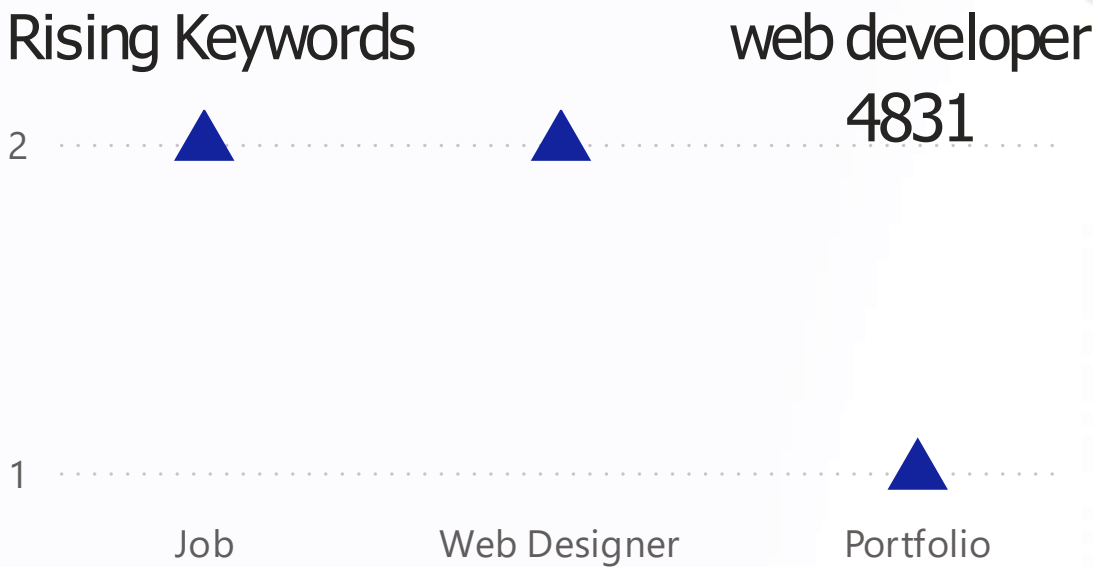 Rising Keywords
web developer
4831
2
1
Job
Web Designer
Portfolio